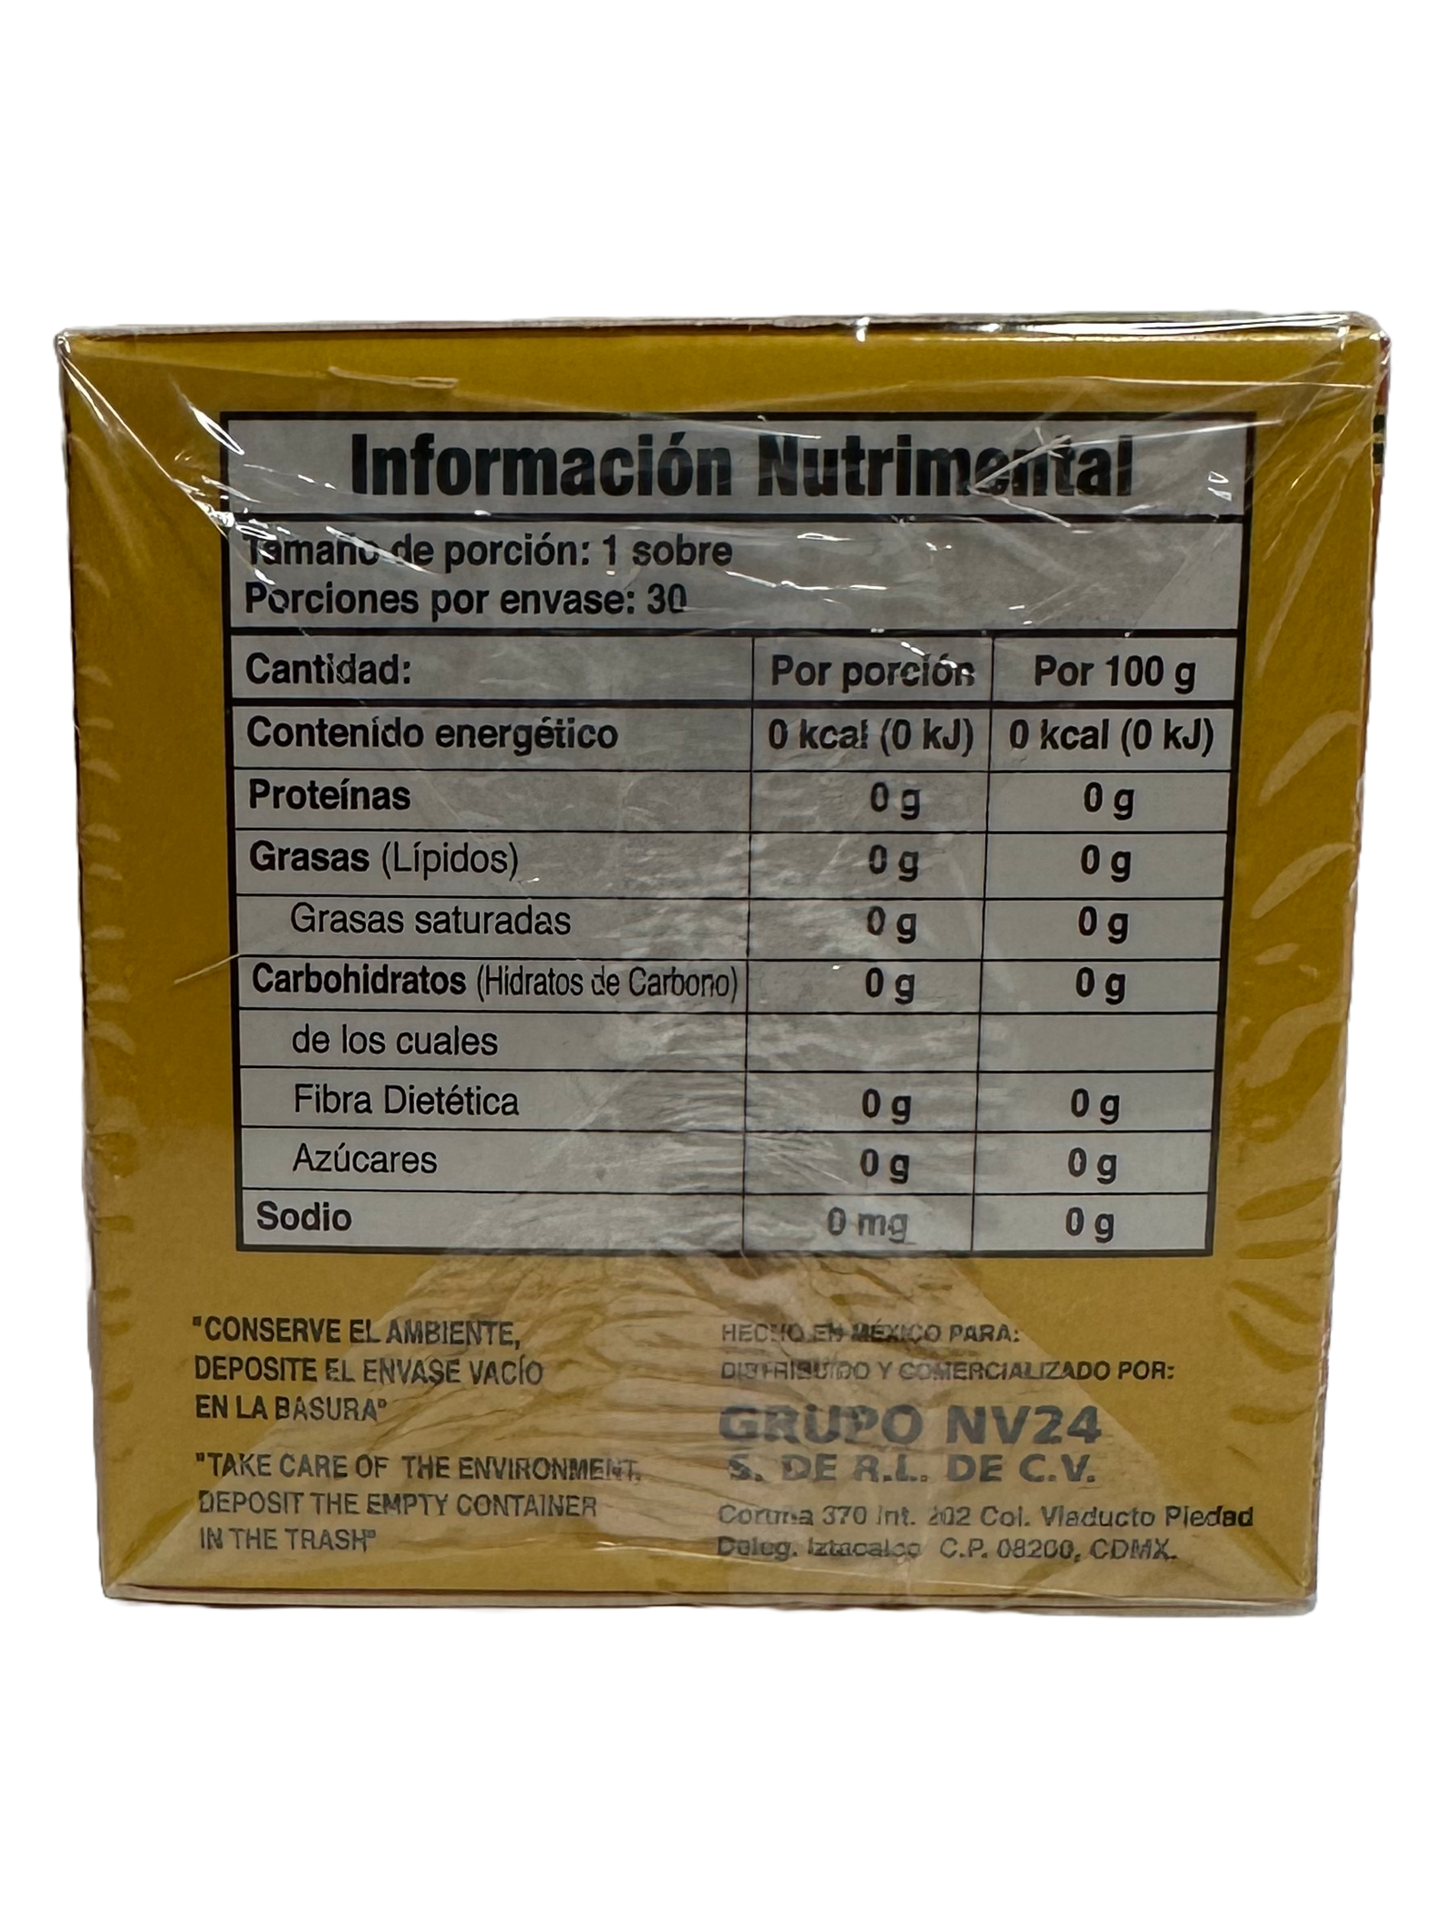 Información Nutrimental
Tamaño de porción: 1 sobre
Porciones por envase: 30
Cantidad: Por porción Por 100 g
Contenido energético 0 kcal (0 kJ) 0 kcal (0 kJ)
Proteínas 0 g 0 g
Grasas (Lípidos) 0 g 0 g
Grasas saturadas 0 g 0 g
Carbohidratos (Hidratos de Carbono) 0 g 0 g
de los cuales
Fibra Dietética 0 g 0 g
Azúcares 0 g 0 g
Sodio 0 mg 0 g
"CONSERVE EL AMBIENTE,
DEPOSITE EL ENVASE VACÍO
EN LA BASURA"
"TAKE CARE OF THE ENVIRONMENT,
DEPOSIT THE EMPTY CONTAINER
IN THE TRASH"
HECHO EN MÉXICO PARA:
DISTRIBUIDO Y COMERCIALIZADO POR:
GRUPO NV24
S. DE R.L. DE C.V.
Coruña 370 Int. 202 Col. Viaducto Piedad
Deleg. Iztacalco C.P. 08200, CDMX.